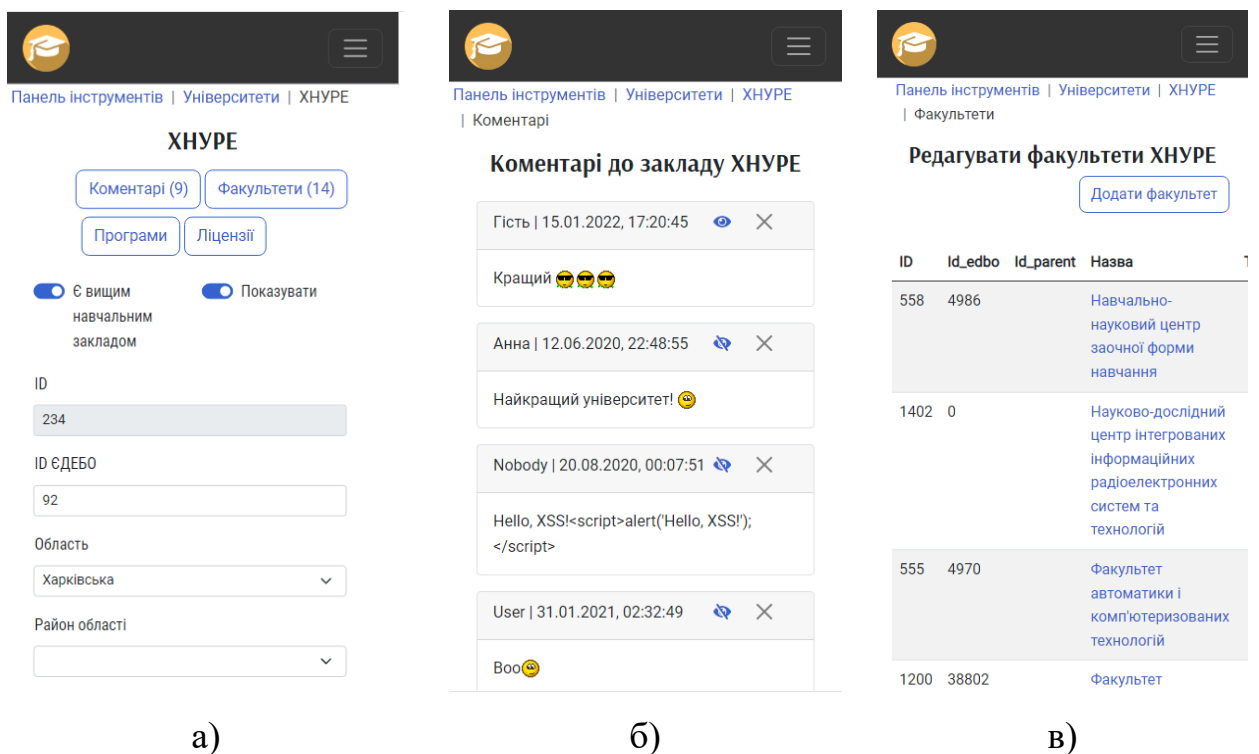 Панель інструментів | Університети | ХНУРЕ
ХНУРЕ
Коментарі (9) Факультети (14)
Програми Ліцензії
Є вищим
навчальним
закладом
Показувати
ID
234
ID ЄДЕБО
92
Область
Харківська
Район області
а)
Панель інструментів | Університети | ХНУРЕ
| Коментарі
Коментарі до закладу ХНУРЕ
Гість | 15.01.2022, 17:20:45
Кращий
Анна | 12.06.2020, 22:48:55
Найкращий університет!
Nobody | 20.08.2020, 00:07:51
Hello, XSS!<script>alert('Hello, XSS!');
</script>
User | 31.01.2021, 02:32:49
Воо
б)
Панель інструментів | Університети | ХНУРЕ
| Факультети
Редагувати факультети ХНУРЕ
Додати факультет
ID Id_edbo Id_parent Назва
558 4986 Навчально-
науковий центр
заочної форми
навчання
1402 0 Науково-дослідний
центр інтегрованих
інформаційних
радіоелектронних
систем та
технологій
555 4970 Факультет
автоматики і
комп'ютеризованих
технологій
1200 38802 Факультет
в)